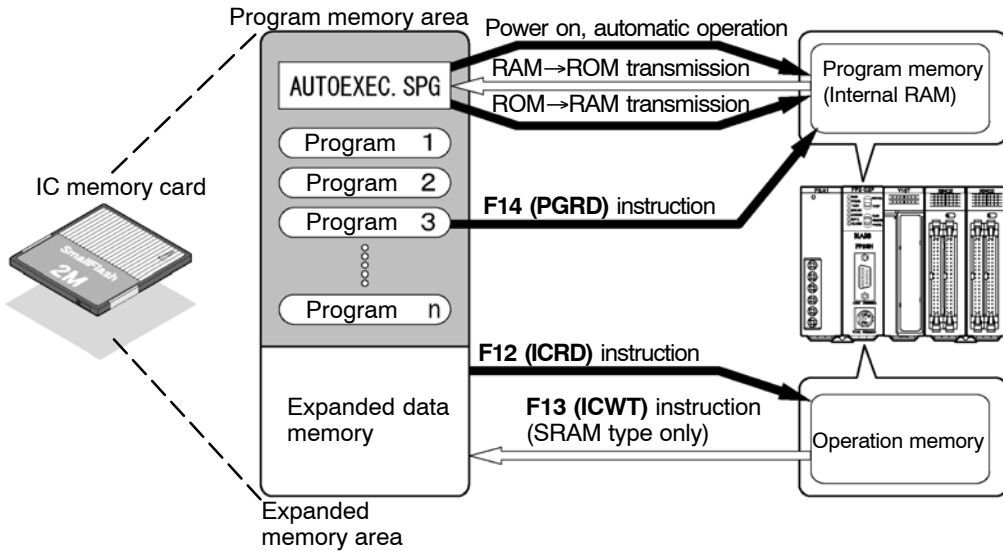 Program memory area
Power on, automatic operation
RAM→ROM transmission
AUTOEXEC. SPG
ROM→RAM transmission
Program memory
(Internal RAM)
Program 1
Program 2
Program 3
Program n
IC memory card
SmallFlash
2M
F14 (PGRD) instruction
F12 (ICRD) instruction
Expanded data
memory
F13 (ICWT) instruction
(SRAM type only)
Operation memory
Expanded
memory area